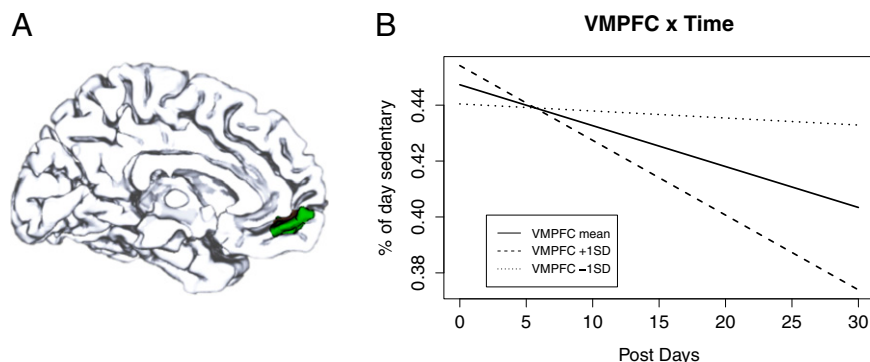 A
B
VMPFC x Time
% of day sedentary
0.44
0.42
0.40
0.38
VMPFC mean
VMPFC +1SD
VMPFC −1SD
0 5 10 15 20 25 30
Post Days